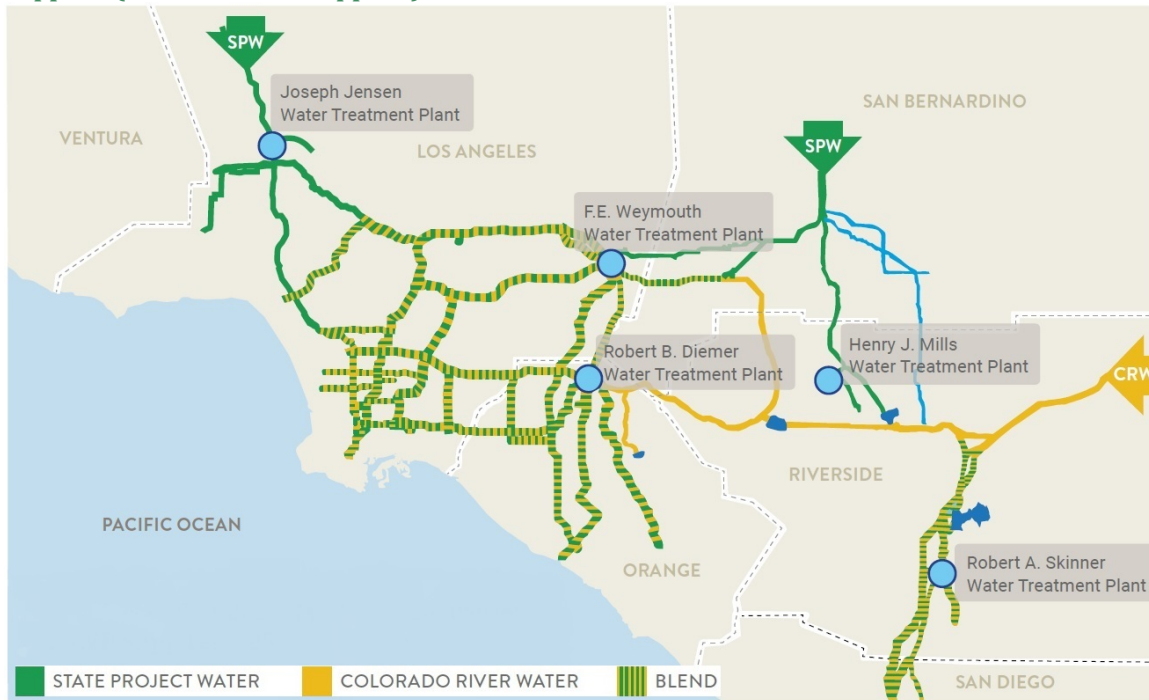 SPW
Joseph Jensen
Water Treatment Plant
SAN BERNARDINO
VENTURA
LOS ANGELES
SPW
F.E. Weymouth
Water Treatment Plant
Robert B. Diemer
Water Treatment Plant
Henry J. Mills
Water Treatment Plant
CRW
RIVERSIDE
PACIFIC OCEAN
ORANGE
Robert A. Skinner
Water Treatment Plant
STATE PROJECT WATER
COLORADO RIVER WATER
BLEND
SAN DIEGO